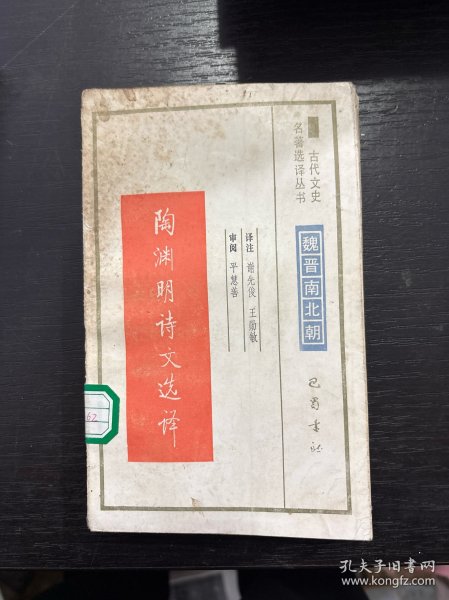 古代文史
名著选译丛书
魏晋南北朝
巴蜀书社
译注 谢先俊 王勋敏
审阅 平慧善
陶渊明诗文选译
62
孔夫子旧书网
www.kongfz.com